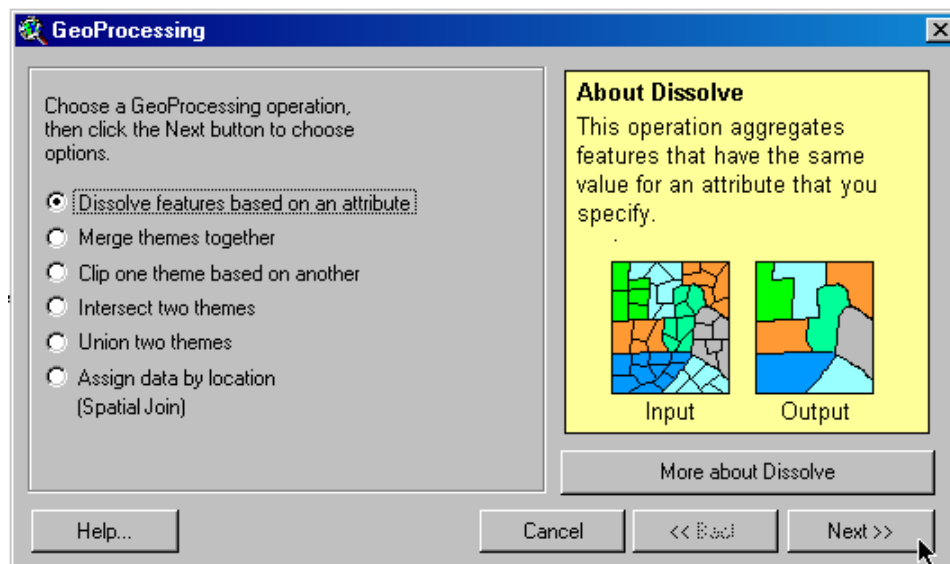 GeoProcessing
Choose a GeoProcessing operation,
then click the Next button to choose
options.
Dissolve features based on an attribute
Merge themes together
Clip one theme based on another
Intersect two themes
Union two themes
Assign data by location
(Spatial Join)
About Dissolve
This operation aggregates
features that have the same
value for an attribute that you
specify.
Input Output
More about Dissolve
Help... Cancel << Back Next >>